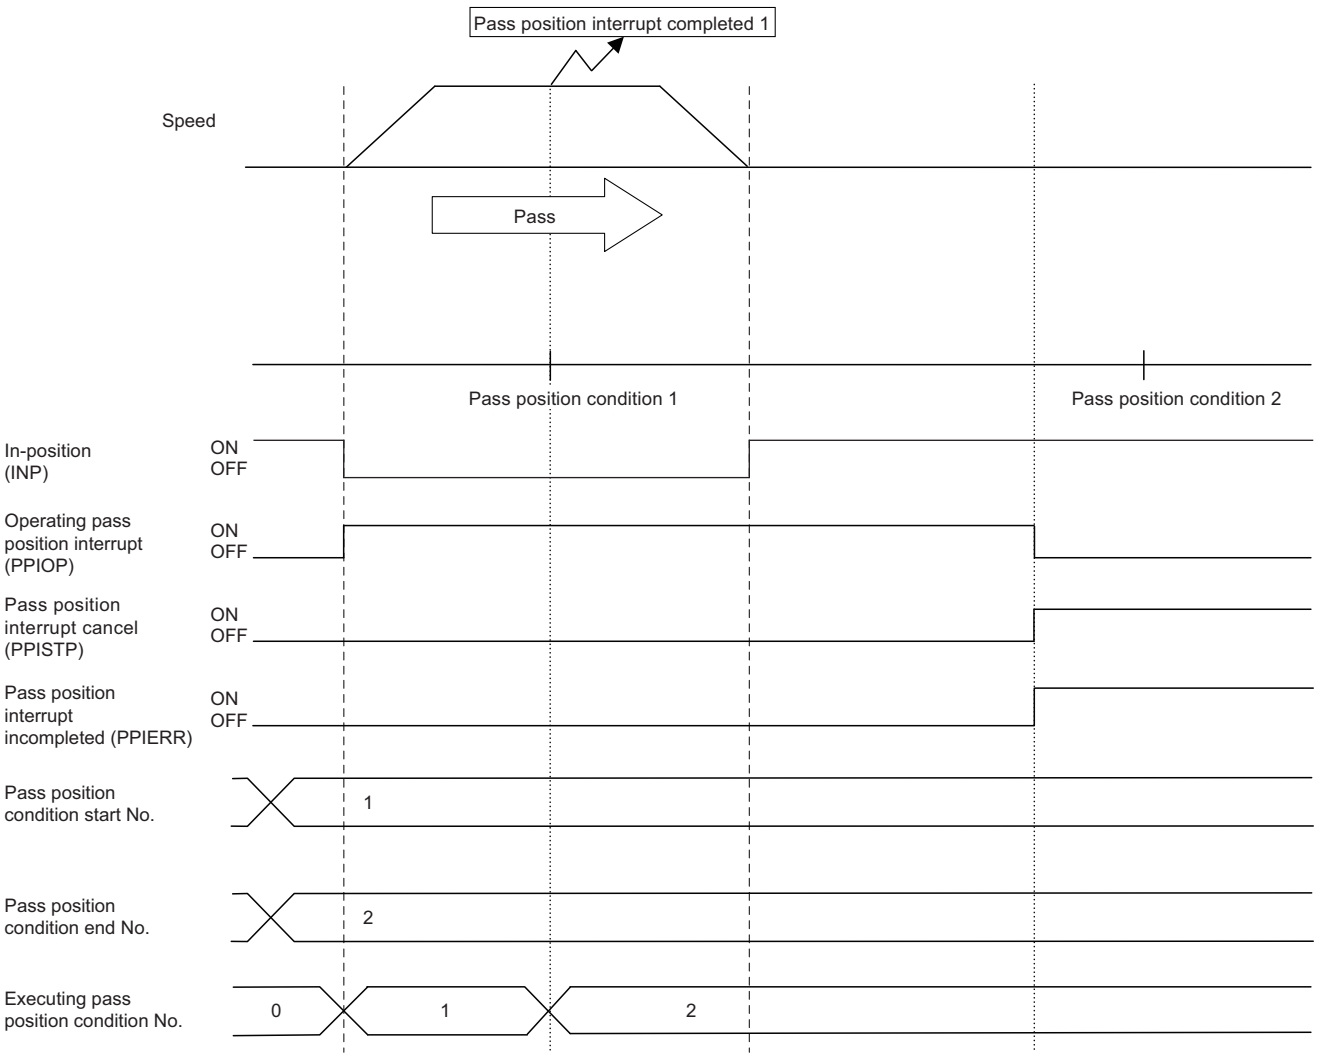 Pass position interrupt completed 1
Speed
Pass
Pass position condition 1
Pass position condition 2
In-position
(INP)
ON
OFF
Operating pass
position interrupt
(PPIOP)
ON
OFF
Pass position
interrupt cancel
(PPISTP)
ON
OFF
Pass position
interrupt
incompleted (PPIERR)
ON
OFF
Pass position
condition start No.
1
Pass position
condition end No.
2
Executing pass
position condition No.
0
1
2